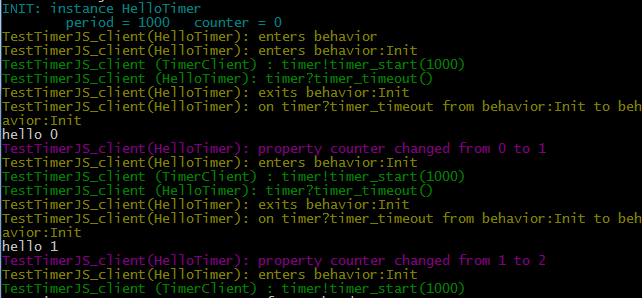 INIT: instance HelloTimer
period = 1000 counter = 0
TestTimerJS_client(HelloTimer): enters behavior
TestTimerJS_client(HelloTimer): enters behavior:Init
TestTimerJS_client (TimerClient) : timer!timer_start(1000)
TestTimerJS_client (HelloTimer): timer?timer_timeout()
TestTimerJS_client(HelloTimer): exits behavior:Init
TestTimerJS_client(HelloTimer): on timer?timer_timeout from behavior:Init to beh
avior:Init
hello 0
TestTimerJS_client(HelloTimer): property counter changed from 0 to 1
TestTimerJS_client(HelloTimer): enters behavior:Init
TestTimerJS_client (TimerClient) : timer!timer_start(1000)
TestTimerJS_client (HelloTimer): timer?timer_timeout()
TestTimerJS_client(HelloTimer): exits behavior:Init
TestTimerJS_client(HelloTimer): on timer?timer_timeout from behavior:Init to beh
avior:Init
hello 1
TestTimerJS_client(HelloTimer): property counter changed from 1 to 2
TestTimerJS_client(HelloTimer): enters behavior:Init
TestTimerJS_client (TimerClient) : timer!timer_start(1000)